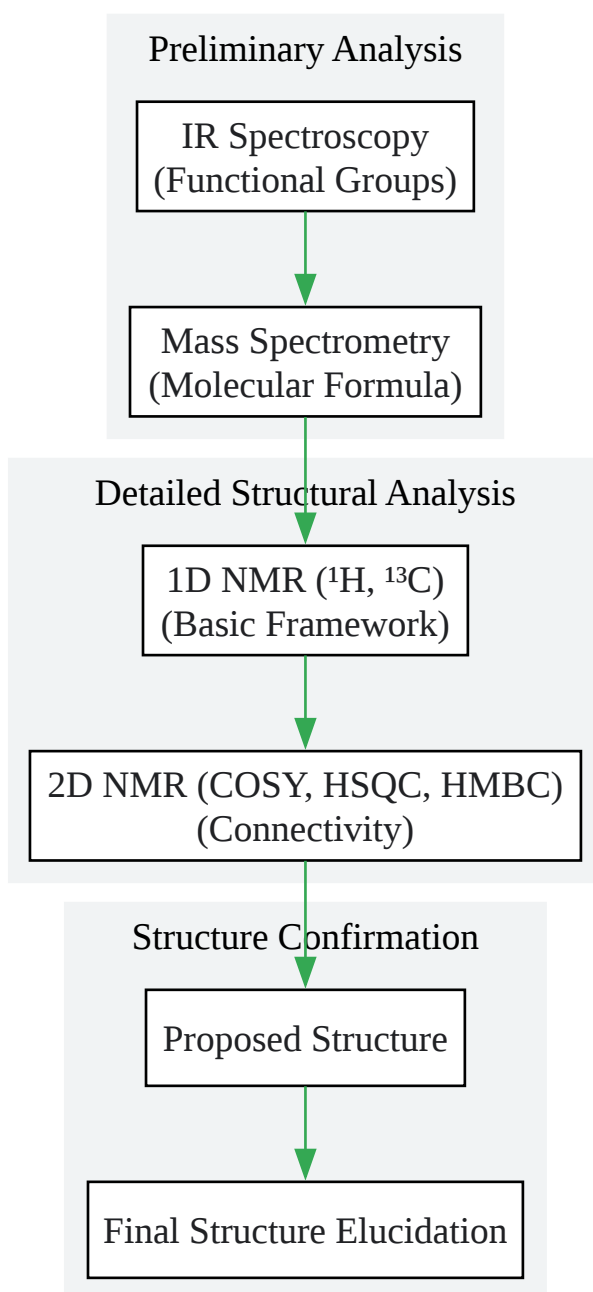 Preliminary Analysis
IR Spectroscopy
(Functional Groups)
Mass Spectrometry
(Molecular Formula)
Detailed Structural Analysis
1D NMR (¹H, ¹³C)
(Basic Framework)
2D NMR (COSY, HSQC, HMBC)
(Connectivity)
Structure Confirmation
Proposed Structure
Final Structure Elucidation